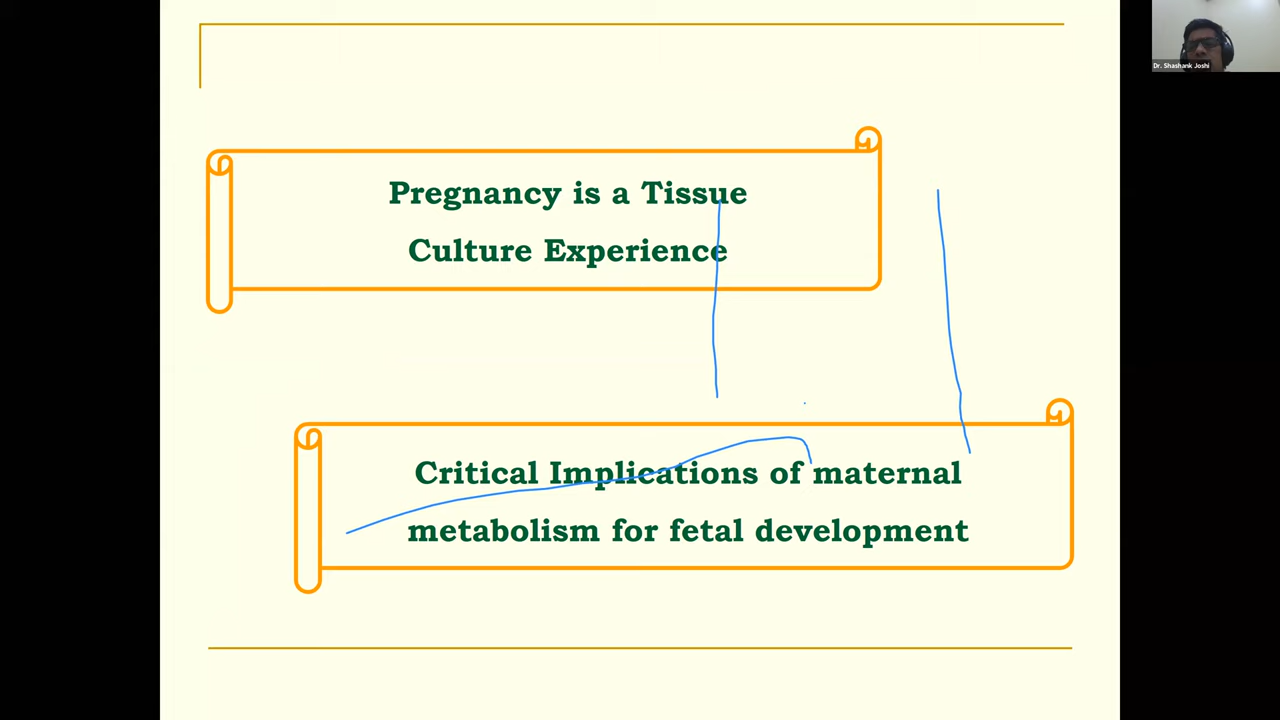 Dr. Shashank Joshi
Pregnancy is a Tissue
Culture Experience
Critical Implications of maternal
metabolism for fetal development